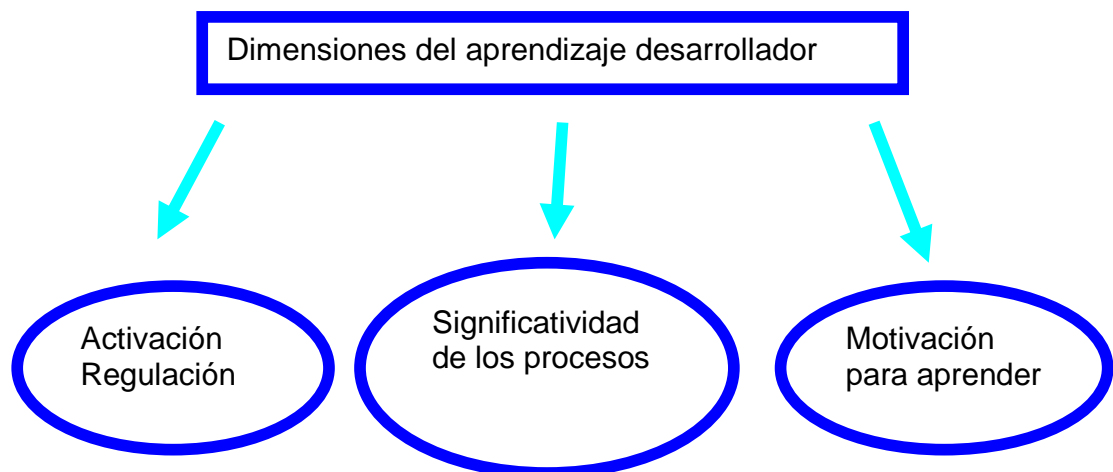 Dimensiones del aprendizaje desarrollador
Activación
Regulación
Significatividad
de los procesos
Motivación
para aprender